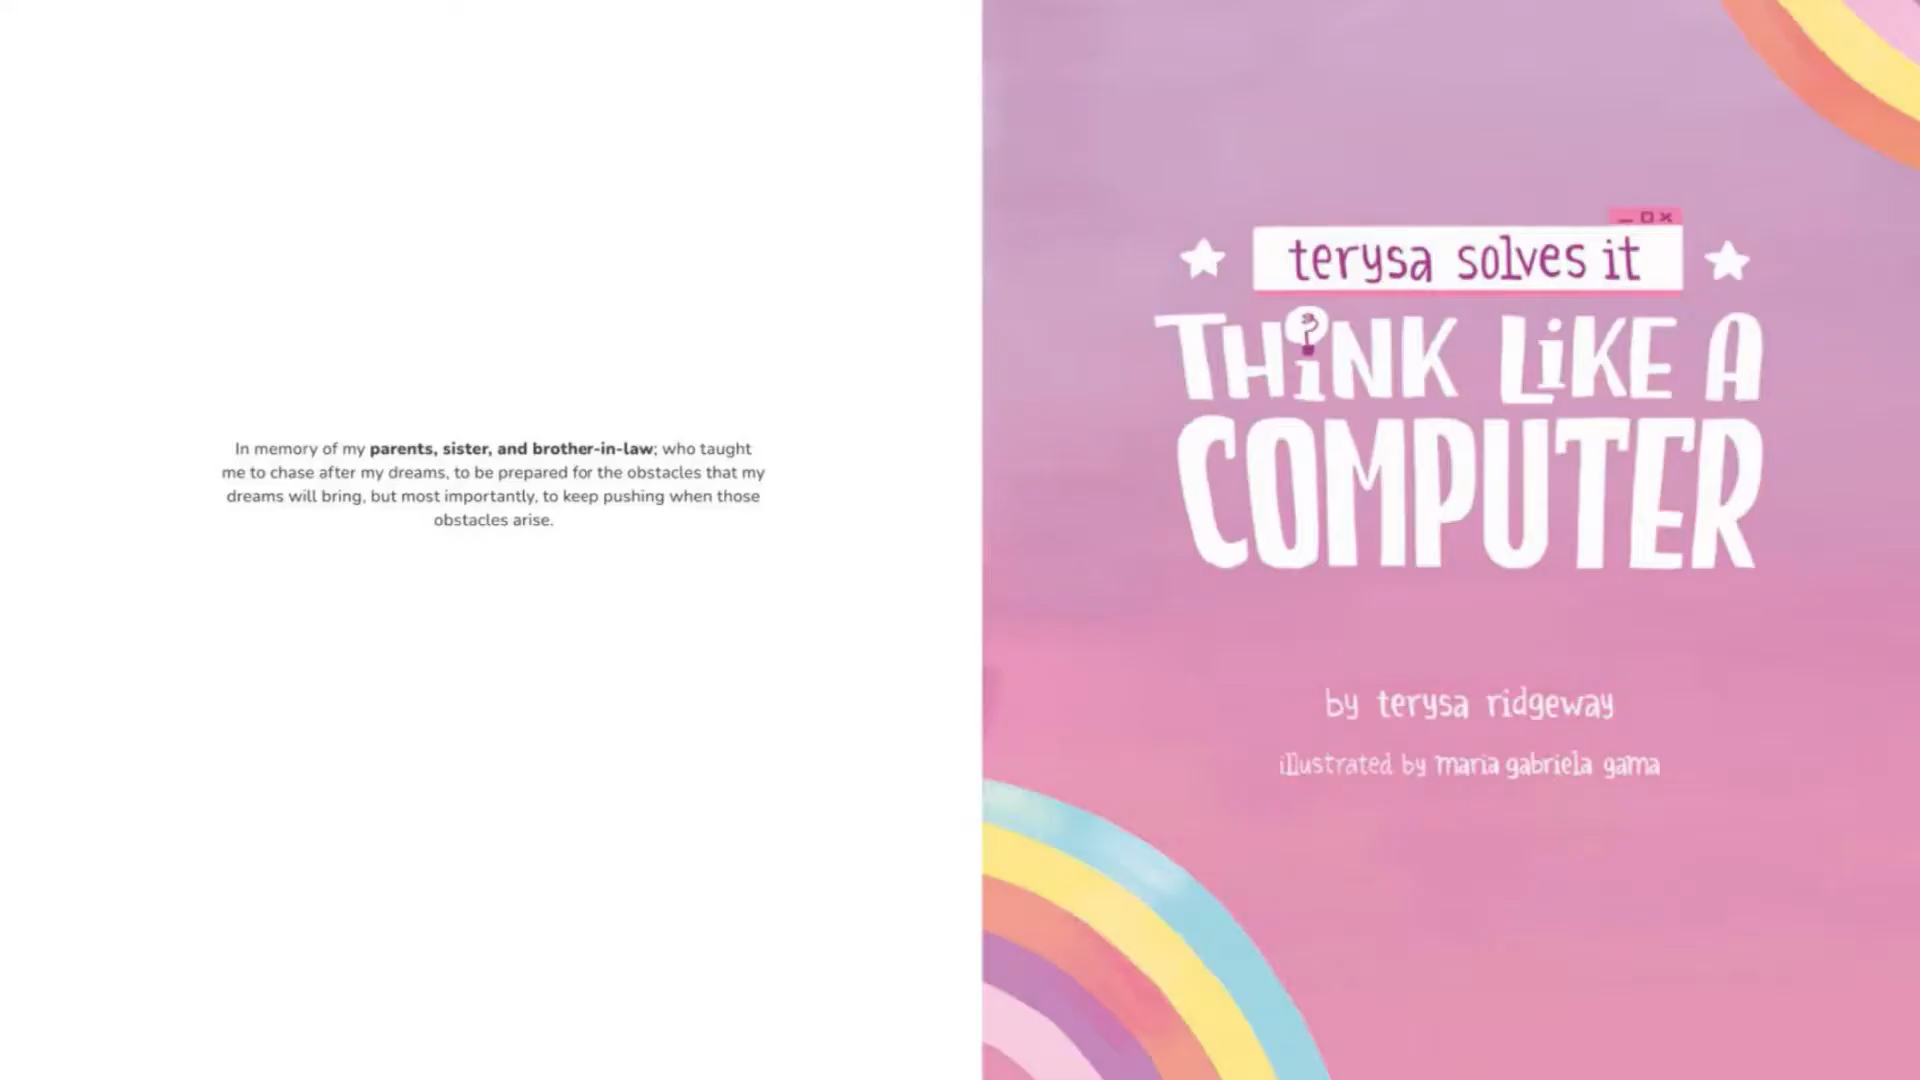 In memory of my parents, sister, and brother-in-law; who taught
me to chase after my dreams, to be prepared for the obstacles that my
dreams will bring, but most importantly, to keep pushing when those
obstacles arise.
terysa solves it
THiNK LiKE A
COMPUTER
by terysa ridgeway
illustrated by maria gabriela gama